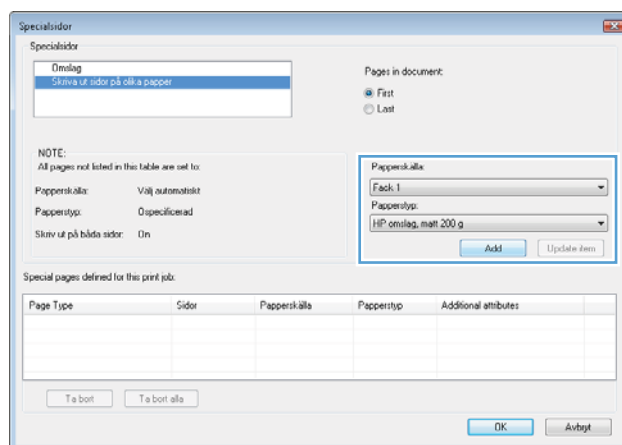 Specialsidor
Specialsidor
Omslag
Skriva ut sidor på olika papper
Pages in document:
First
Last
NOTE:
All pages not listed in this table are set to:
Papperskälla: Välj automatiskt
Papperstyp: Ospecificerad
Skriv ut på båda sidor: On
Papperskälla:
Fack 1
Papperstyp:
HP omslag, matt 200 g
Add Update item
Special pages defined for this print job:
Page Type Sidor Papperskälla Papperstyp Additional attributes
Ta bort Ta bort alla
OK Avbryt